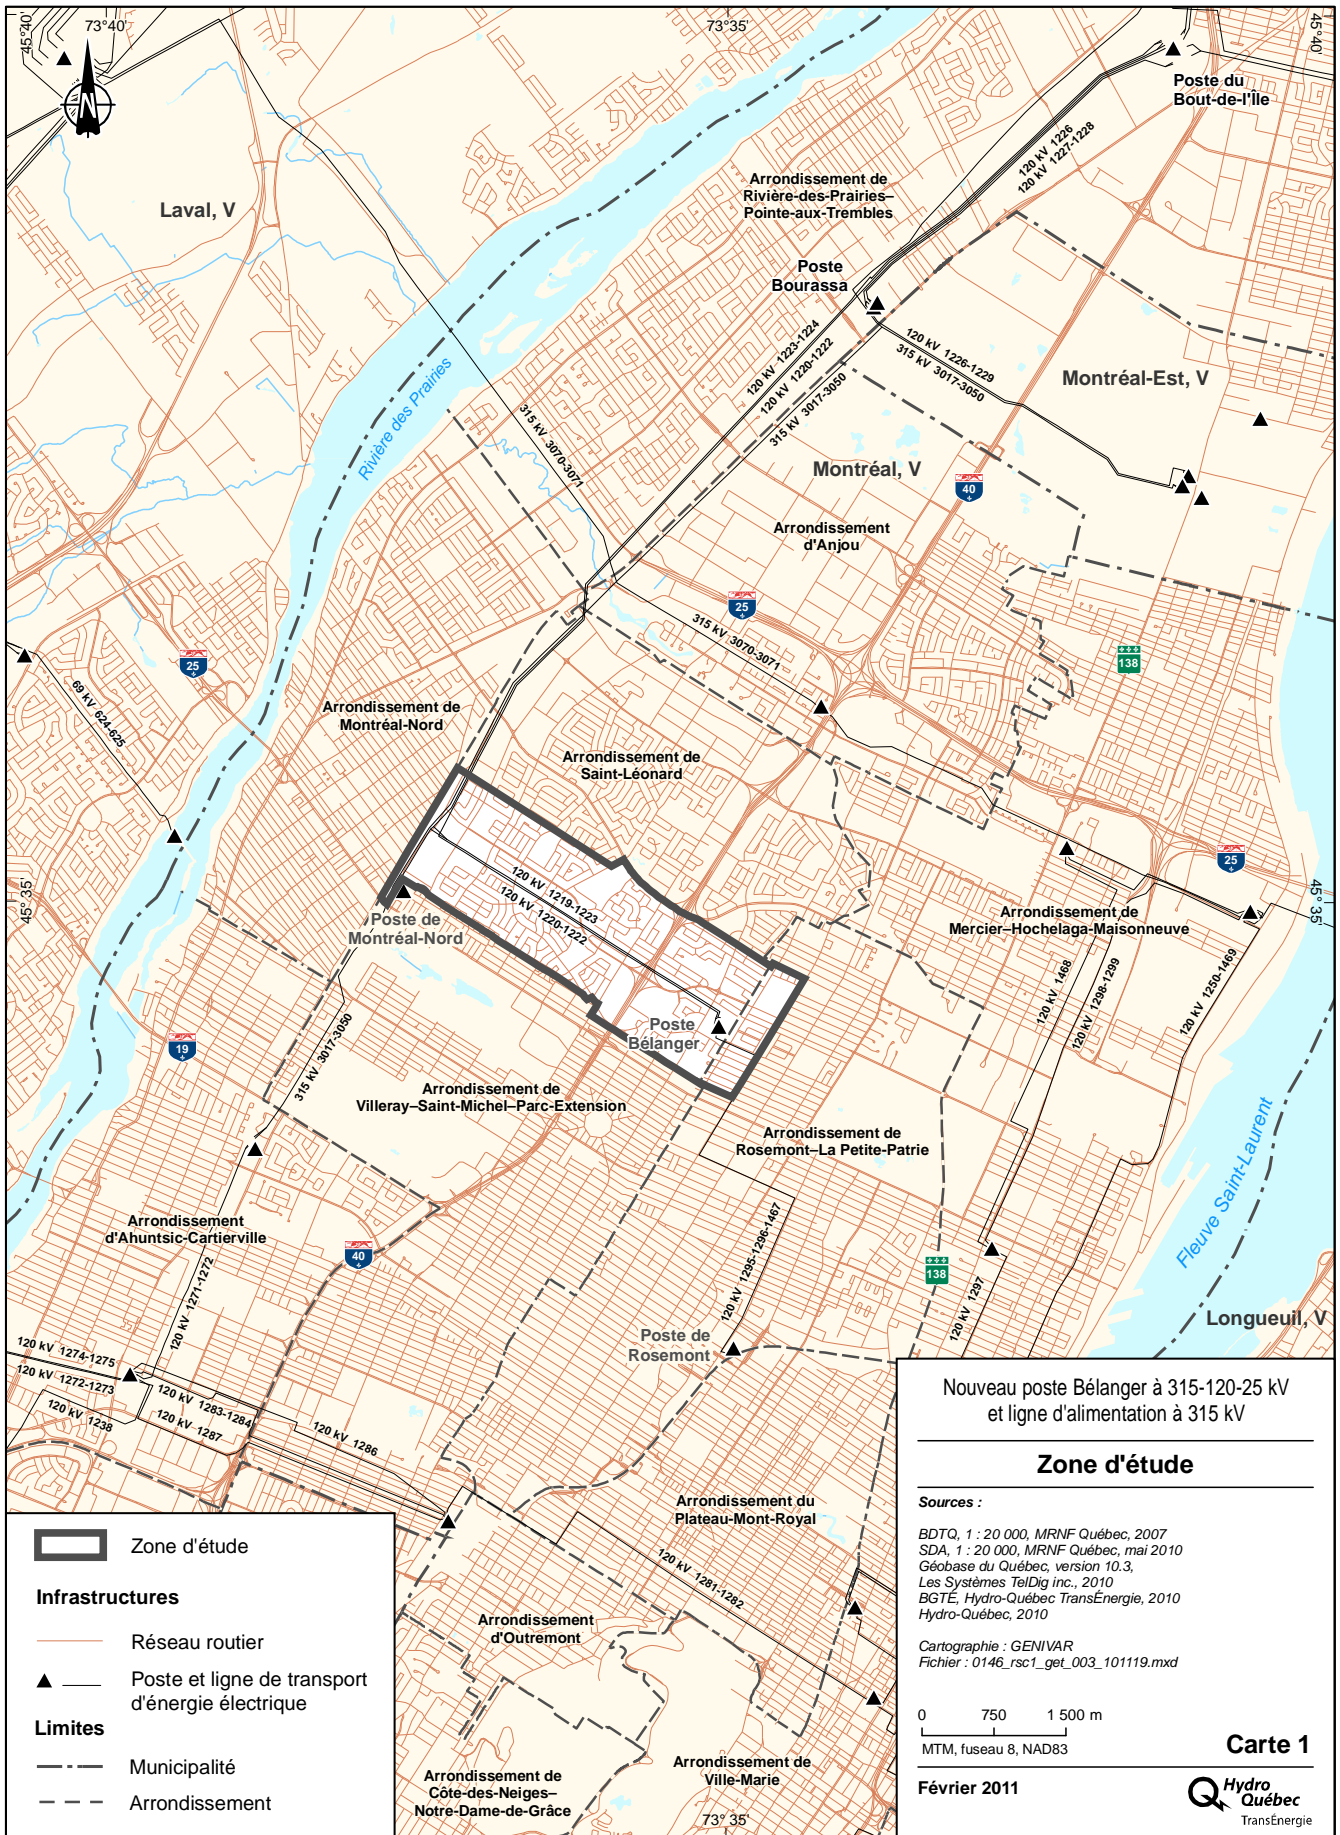 45°40'
73°40'
73°35'
45°40'
Poste du
Bout-de-l'Île
120 kV 1226
120 kV 1227-1228
Arrondissement de
Rivière-des-Prairies–
Pointe-aux-Trembles
Laval, V
Poste
Bourassa
120 kV 1223-1224
120 kV 1220-1222
315 kV 3017-3050
120 kV 1226-1229
315 kV 3017-3050
Montréal-Est, V
Rivière des Prairies
315 kV 3070-3071
Montréal, V
40
Arrondissement
d'Anjou
25
315 kV 3070-3071
138
25
69 kV 624-625
Arrondissement de
Montréal-Nord
Arrondissement de
Saint-Léonard
25
45° 35'
45° 35'
120 kV 1219-1223
120 kV 1220-1222
Poste de
Montréal-Nord
Arrondissement de
Mercier–Hochelaga-Maisonneuve
120 kV 1468
120 kV 1298-1299
120 kV 1250-1469
Poste
Bélanger
19
315 kV 3017-3050
Arrondissement de
Villeray–Saint-Michel–Parc-Extension
Arrondissement de
Rosemont–La Petite-Patrie
Fleuve Saint-Laurent
Arrondissement
d'Ahuntsic-Cartierville
40
120 kV 1271-1272
120 kV 1295-1296-1467
138
120 kV 1297
Longueuil, V
Poste de
Rosemont
120 kV 1274-1275
120 kV 1272-1273
120 kV 1238
120 kV 1283-1284
120 kV 1287
120 kV 1286
Arrondissement du
Plateau-Mont-Royal
120 kV 1281-1282
Arrondissement
d'Outremont
Arrondissement de
Ville-Marie
Arrondissement de
Côte-des-Neiges–
Notre-Dame-de-Grâce
73° 35'
Zone d'étude
Infrastructures
Réseau routier
Poste et ligne de transport
d'énergie électrique
Limites
Municipalité
Arrondissement
Nouveau poste Bélanger à 315-120-25 kV
et ligne d'alimentation à 315 kV
Zone d'étude
Sources :
BDTQ, 1 : 20 000, MRNF Québec, 2007
SDA, 1 : 20 000, MRNF Québec, mai 2010
Géobase du Québec, version 10.3,
Les Systèmes TelDig inc., 2010
BGTÉ, Hydro-Québec TransÉnergie, 2010
Hydro-Québec, 2010
Cartographie : GENIVAR
Fichier : 0146_rsc1_get_003_101119.mxd
0 750 1 500 m
MTM, fuseau 8, NAD83
Carte 1
Février 2011
Hydro
Québec
TransÉnergie
N